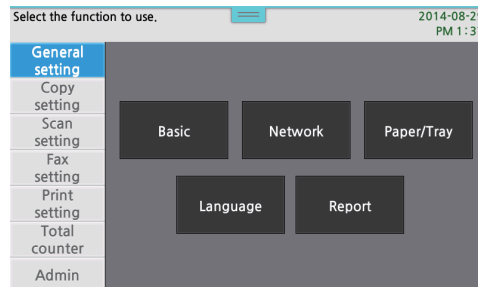 Select the function to use.
2014-08-29
PM 1:3
General
setting
Copy
setting
Scan
setting
Fax
setting
Print
setting
Total
counter
Admin
Basic
Network
Paper/Tray
Language
Report